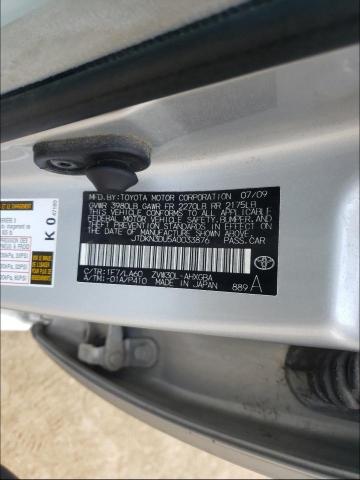 MFD.BY:TOYOTA MOTOR CORPORATION 07/09
GVWR 3980LB GAWR FR 2270LB RR 2175LB
THIS VEHICLE CONFORMS TO ALL APPLICABLE
FEDERAL MOTOR VEHICLE SAFETY, BUMPER, AND
THEFT PREVENTION STANDARDS IN EFFECT ON
THE DATE OF MANUFACTURE SHOWN ABOVE.
JTDKN3DU5A0033876 PASS.CAR
C/TR:1F7/LA60 ZVW30L-AHXGBA
A/TM:-01A/P410 MADE IN JAPAN 889 A
K0
47180